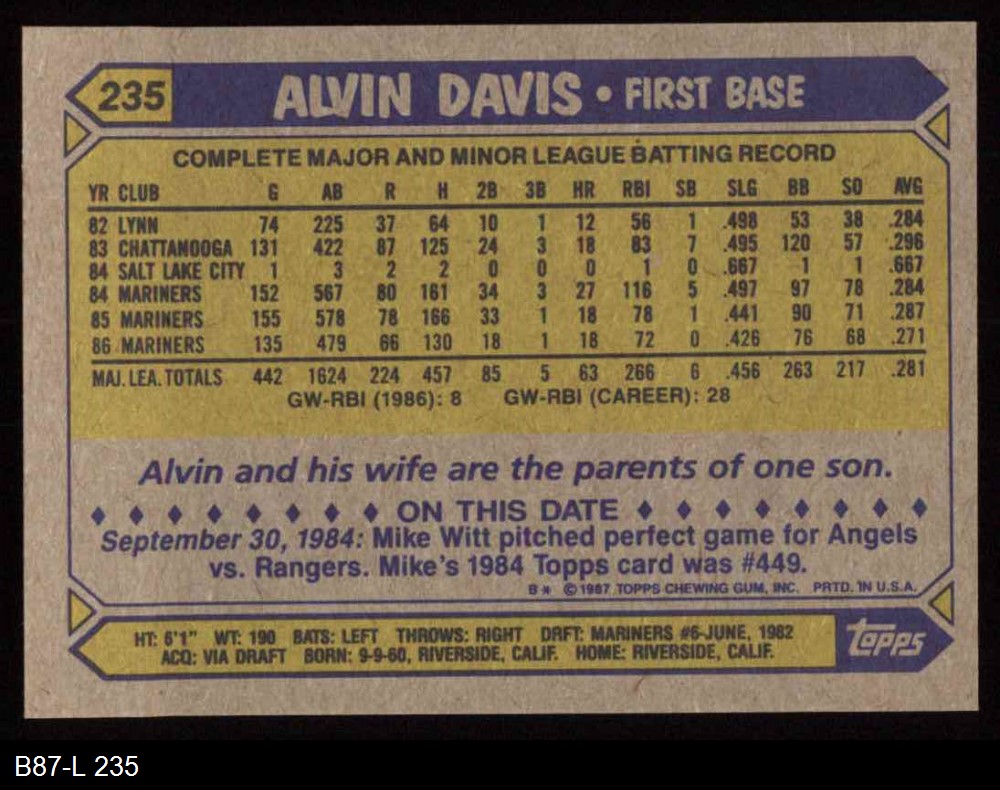 235 ALVIN DAVIS • FIRST BASE
COMPLETE MAJOR AND MINOR LEAGUE BATTING RECORD
YR CLUB G AB R H 2B 3B HR RBI SB SLG BB SO AVG
82 LYNN 74 225 37 64 10 1 12 56 1 .498 53 38 .284
83 CHATTANOOGA 131 422 87 125 24 3 18 83 7 .495 120 57 .296
84 SALT LAKE CITY 1 3 2 2 0 0 0 1 0 .667 1 1 .667
84 MARINERS 152 567 80 161 34 3 27 116 5 .497 97 78 .284
85 MARINERS 155 578 78 166 33 1 18 78 1 .441 90 71 .287
86 MARINERS 135 479 66 130 18 1 18 72 0 .426 76 68 .271
MAJ. LEA. TOTALS 442 1624 224 457 85 5 63 266 6 .456 263 217 .281
GW-RBI (1986): 8 GW-RBI (CAREER): 28
Alvin and his wife are the parents of one son.
♦ ♦ ♦ ♦ ♦ ♦ ♦ ♦ ON THIS DATE ♦ ♦ ♦ ♦ ♦ ♦ ♦ ♦
September 30, 1984: Mike Witt pitched perfect game for Angels
vs. Rangers. Mike's 1984 Topps card was #449.
B* © 1987 TOPPS CHEWING GUM, INC. PRTD. IN U.S.A.
HT: 6'1" WT: 190 BATS: LEFT THROWS: RIGHT DRFT: MARINERS #6-JUNE, 1982
ACQ: VIA DRAFT BORN: 9-9-60, RIVERSIDE, CALIF. HOME: RIVERSIDE, CALIF.
Topps
B87-L 235